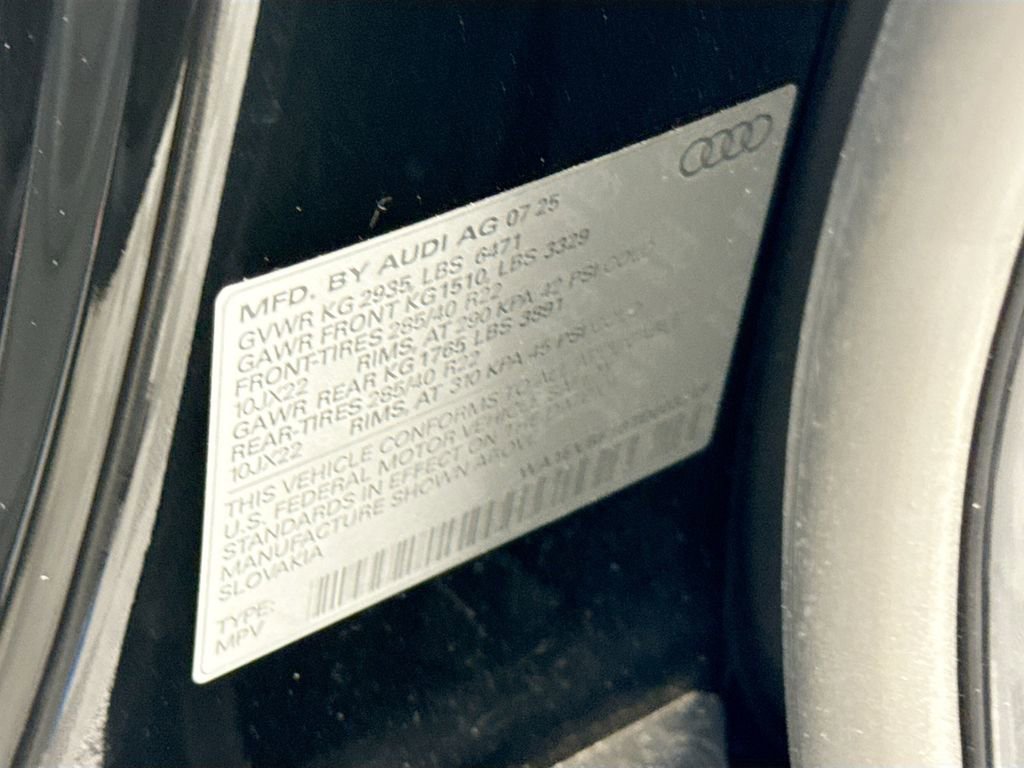 MFD. BY AUDI AG 07 25
GVWR KG 2935, LBS 6471
GAWR FRONT KG 1510, LBS 3329
FRONT-TIRES 285/40 R22
10JX22 RIMS, AT 290 KPA 42 PSI COLD
GAWR REAR KG 1765 LBS 3891
REAR-TIRES 285/40 R22
10JX22 RIMS, AT 310 KPA 45 PSI COLD
THIS VEHICLE CONFORMS TO ALL APPLICABLE
U.S. FEDERAL MOTOR VEHICLE SAFETY
STANDARDS IN EFFECT ON THE DATE OF
MANUFACTURE SHOWN ABOVE
SLOVAKIA
TYPE:
MPV